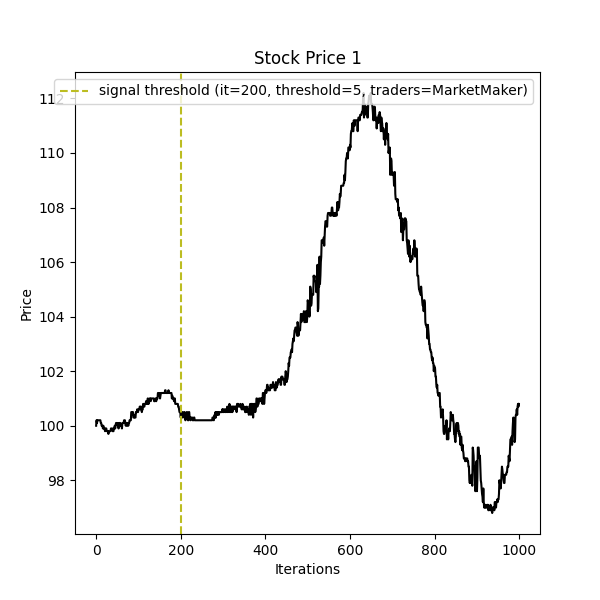 Stock Price 1
signal threshold (it=200, threshold=5, traders=MarketMaker)
112
110
108
106
104
102
100
98
Price
0 200 400 600 800 1000
Iterations